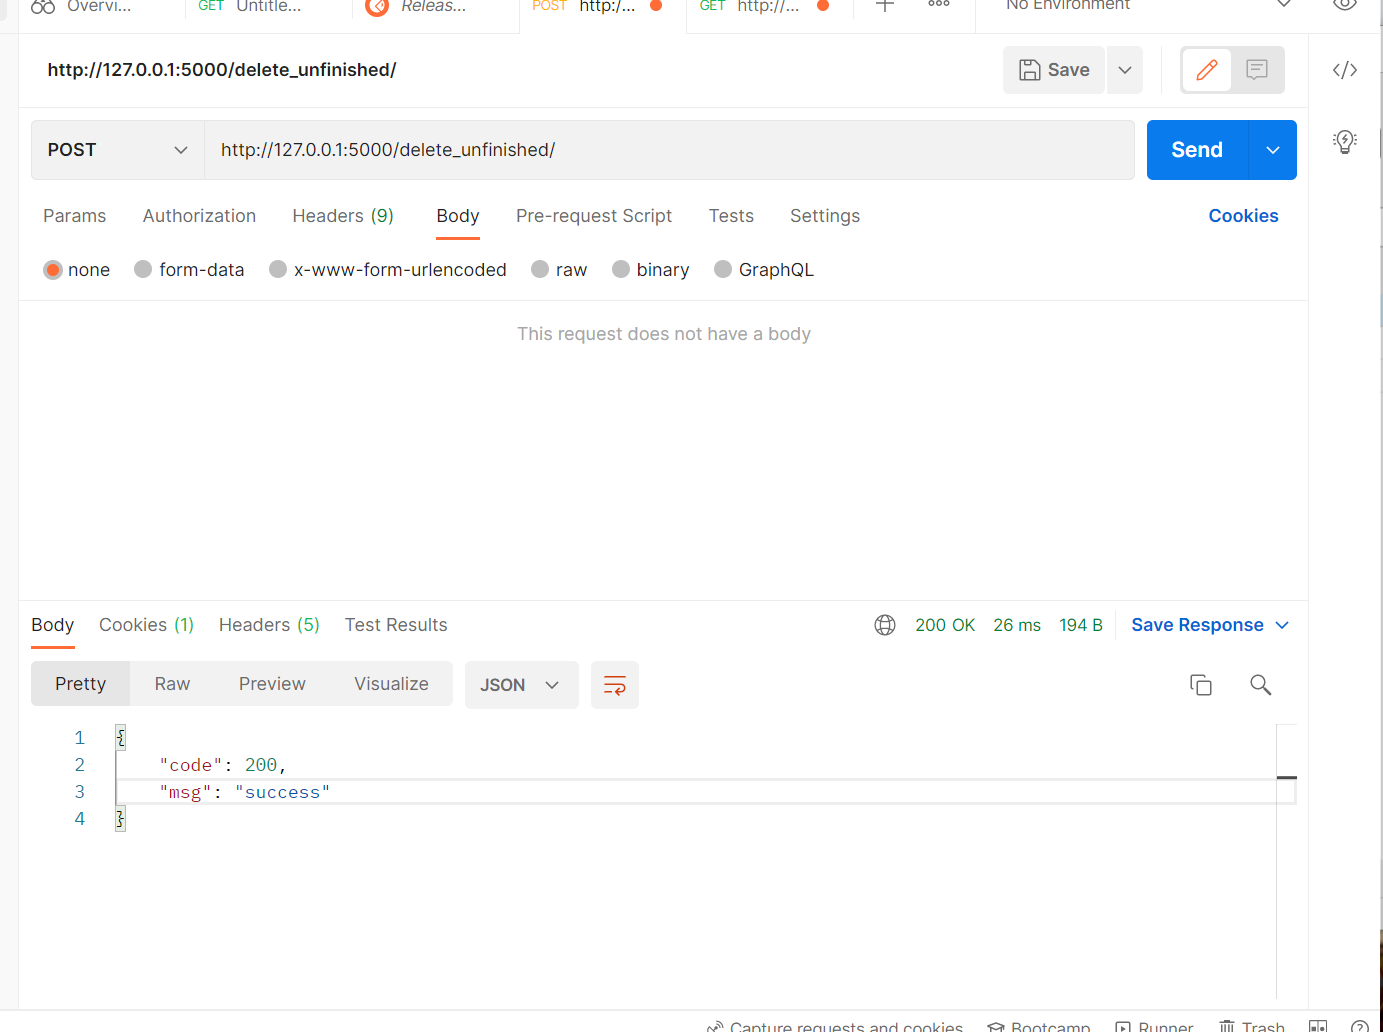 Overvi... GET Untitle... Releas... POST http:/... GET http://... No Environment
http://127.0.0.1:5000/delete_unfinished/ Save
POST http://127.0.0.1:5000/delete_unfinished/ Send
Params Authorization Headers (9) Body Pre-request Script Tests Settings Cookies
none form-data x-www-form-urlencoded raw binary GraphQL
This request does not have a body
Body Cookies (1) Headers (5) Test Results 200 OK 26 ms 194 B Save Response
Pretty Raw Preview Visualize JSON
1 {
2 "code": 200,
3 "msg": "success"
4 }
Capture requests and cookies Bootcamp Runner Trash